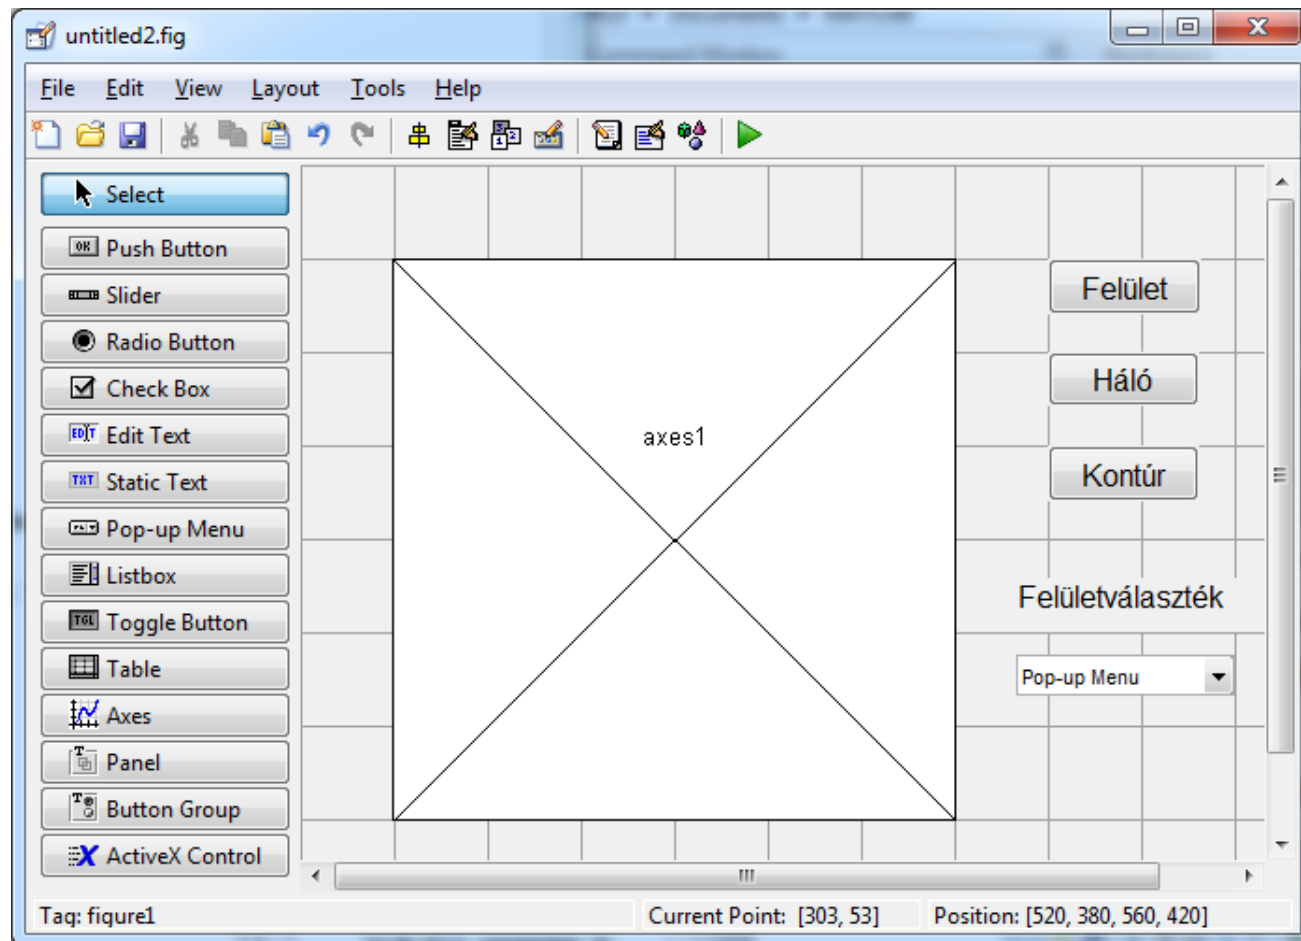 untitled2.fig
File Edit View Layout Tools Help
Select
Push Button
Slider
Radio Button
Check Box
Edit Text
Static Text
Pop-up Menu
Listbox
Toggle Button
Table
Axes
Panel
Button Group
ActiveX Control
axes1
Felület
Háló
Kontúr
Felületválaszték
Pop-up Menu
Tag: figure1 Current Point: [303, 53] Position: [520, 380, 560, 420]